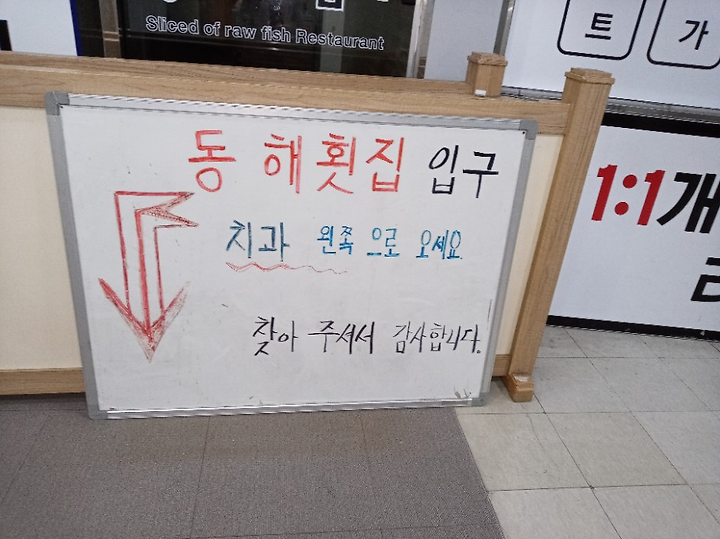 Sliced of raw fish Restaurant
트 가
동해횟집 입구
치과 왼쪽으로 오세요.
찾아 주셔서 감사합니다.
1:1개